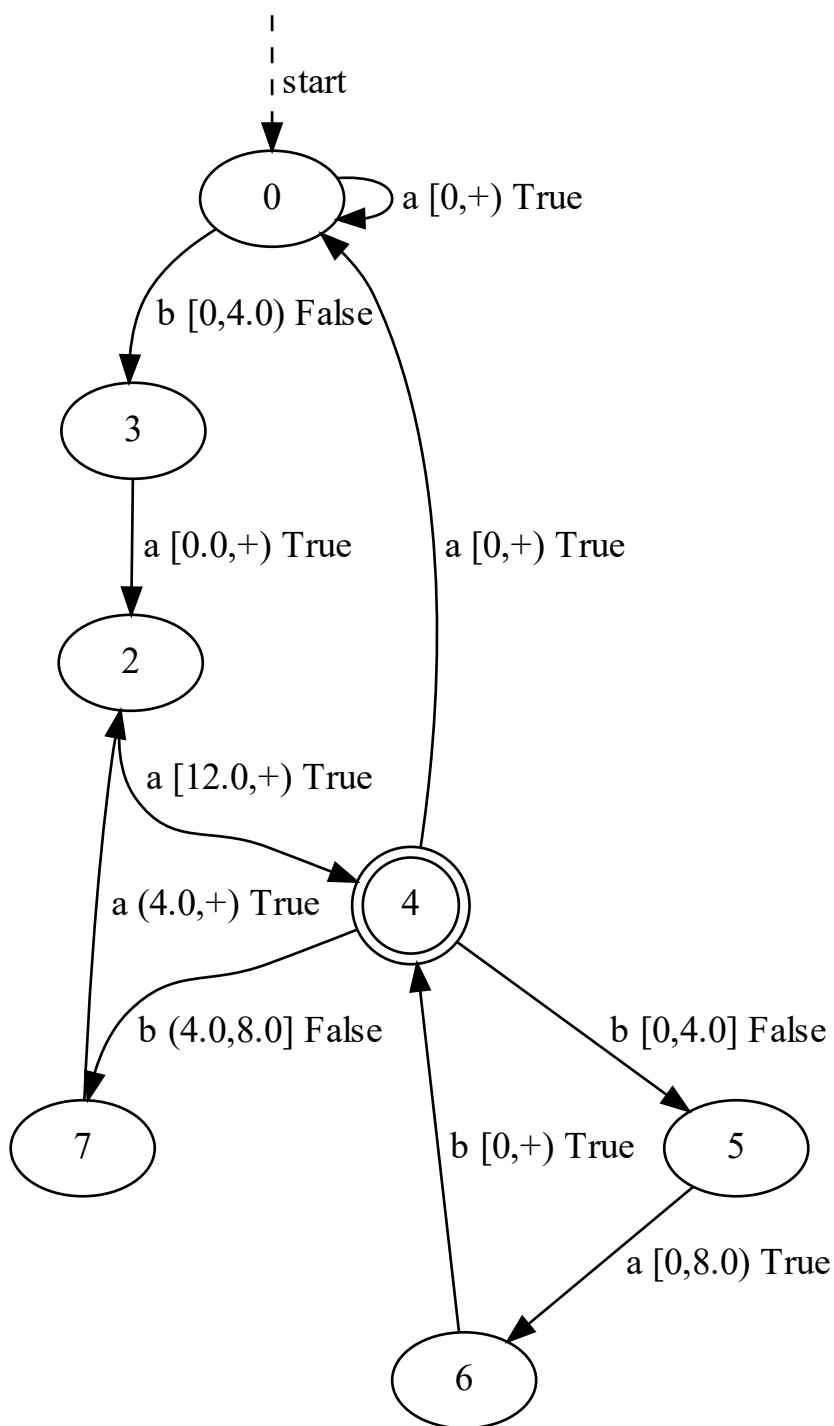 start
0
a [0,+) True
b [0,4.0) False
3
a [0.0,+) True
a [0,+) True
2
a [12.0,+) True
a (4.0,+) True
4
b (4.0,8.0] False
b [0,4.0] False
7
b [0,+) True
5
a [0,8.0) True
6